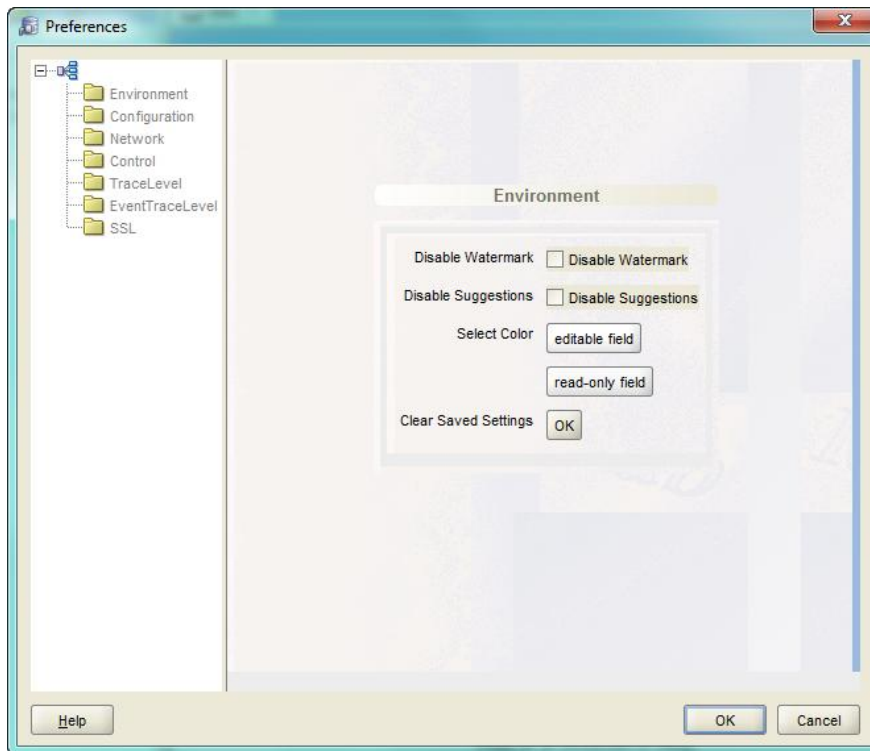 Preferences
Environment
Configuration
Network
Control
TraceLevel
EventTraceLevel
SSL
Environment
Disable Watermark Disable Watermark
Disable Suggestions Disable Suggestions
Select Color editable field
read-only field
Clear Saved Settings OK
Help OK Cancel